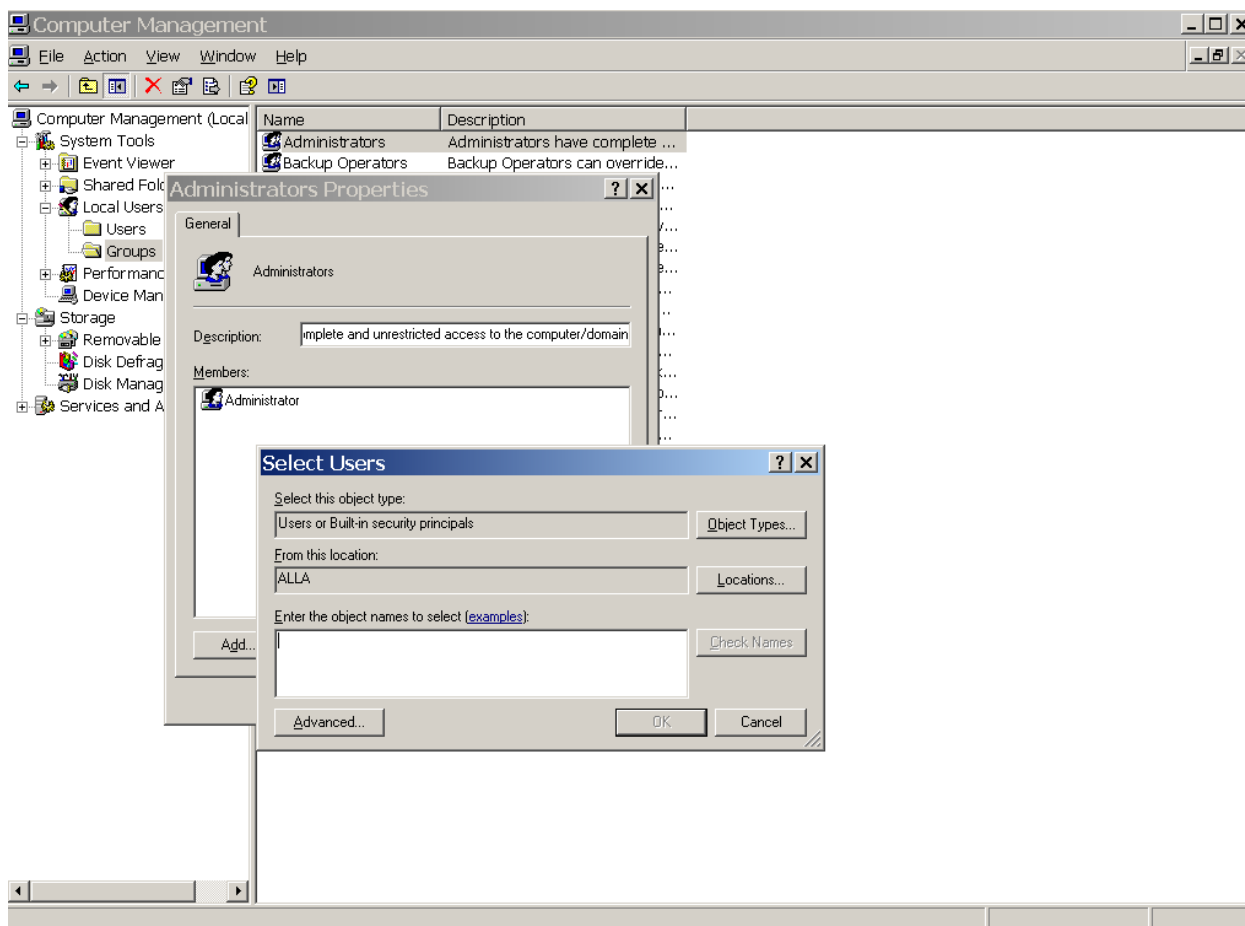 Computer Management
File Action View Window Help
Computer Management (Local
System Tools
Event Viewer
Shared Fold
Local Users
Users
Groups
Performanc
Device Man
Storage
Removable
Disk Defrag
Disk Manag
Services and A
Name Description
Administrators Administrators have complete ...
Backup Operators Backup Operators can override...
Administrators Properties
General
Administrators
Description: mplete and unrestricted access to the computer/domain
Members:
Administrator
Add...
Select Users
Select this object type:
Users or Built-in security principals Object Types...
From this location:
ALLA Locations...
Enter the object names to select (examples):
Check Names
Advanced... OK Cancel